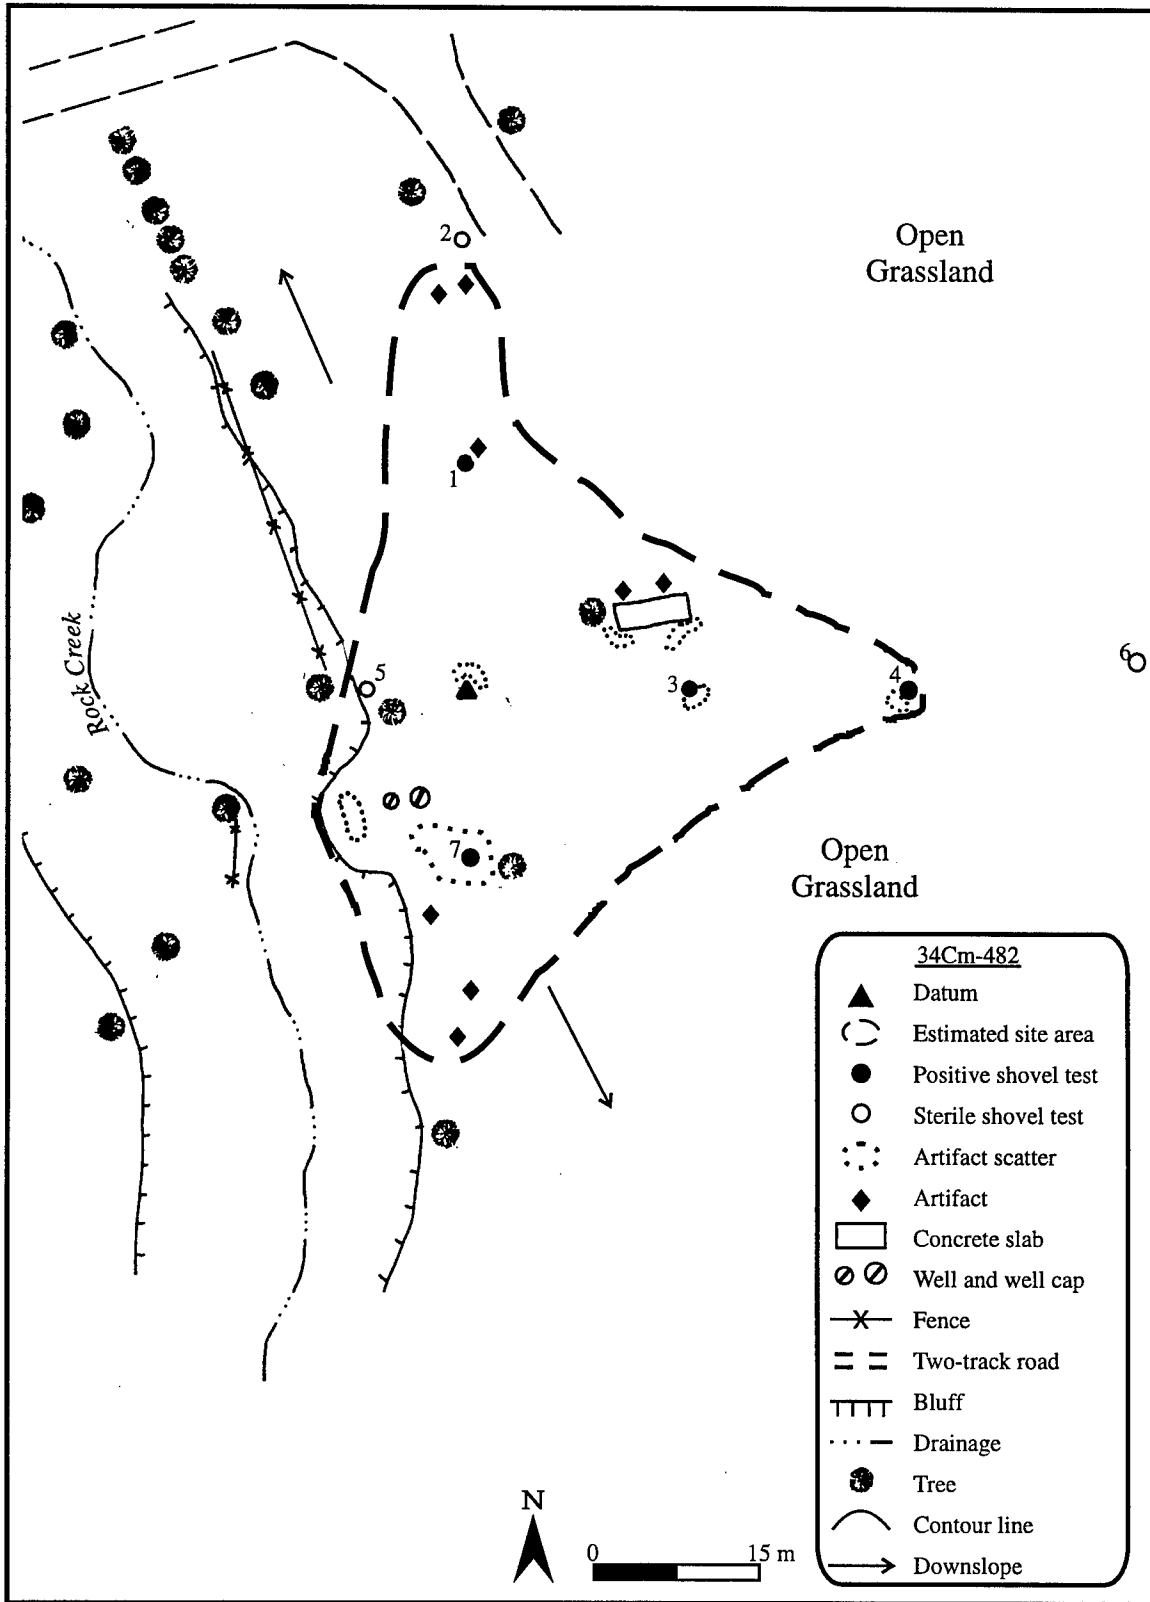 2
Open
Grassland
1
Rock Creek
5
3
4
6
7
Open
Grassland
34Cm-482
Datum
Estimated site area
Positive shovel test
Sterile shovel test
Artifact scatter
Artifact
Concrete slab
Well and well cap
Fence
Two-track road
Bluff
Drainage
Tree
Contour line
Downslope
N
0 15 m